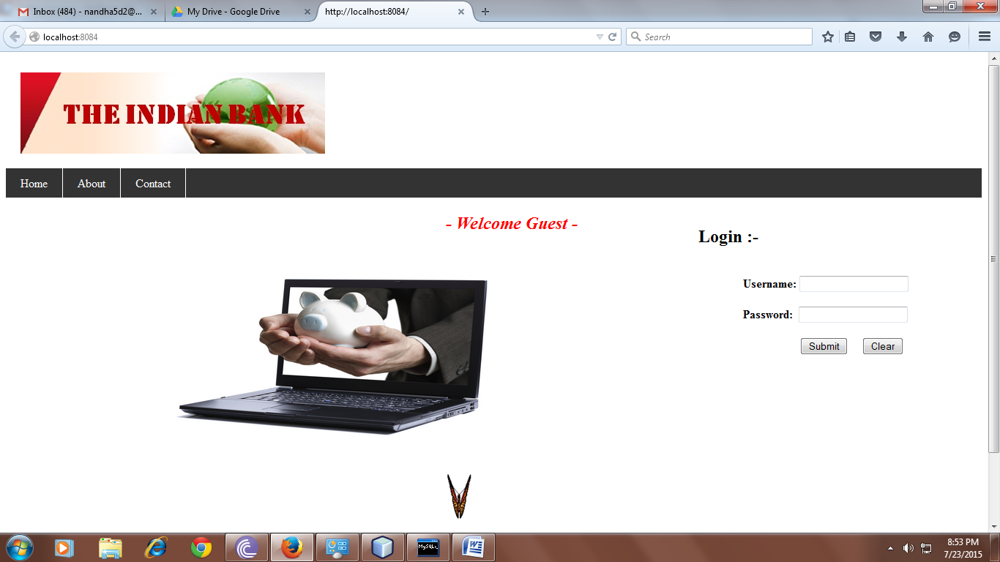 Inbox (484) - nandha5d2@...
My Drive - Google Drive
http://localhost:8084/
localhost:8084
Search
THE INDIAN BANK
Home
About
Contact
- Welcome Guest -
Login :-
Username:
Password:
Submit
Clear
MySQL
8:53 PM
7/23/2015